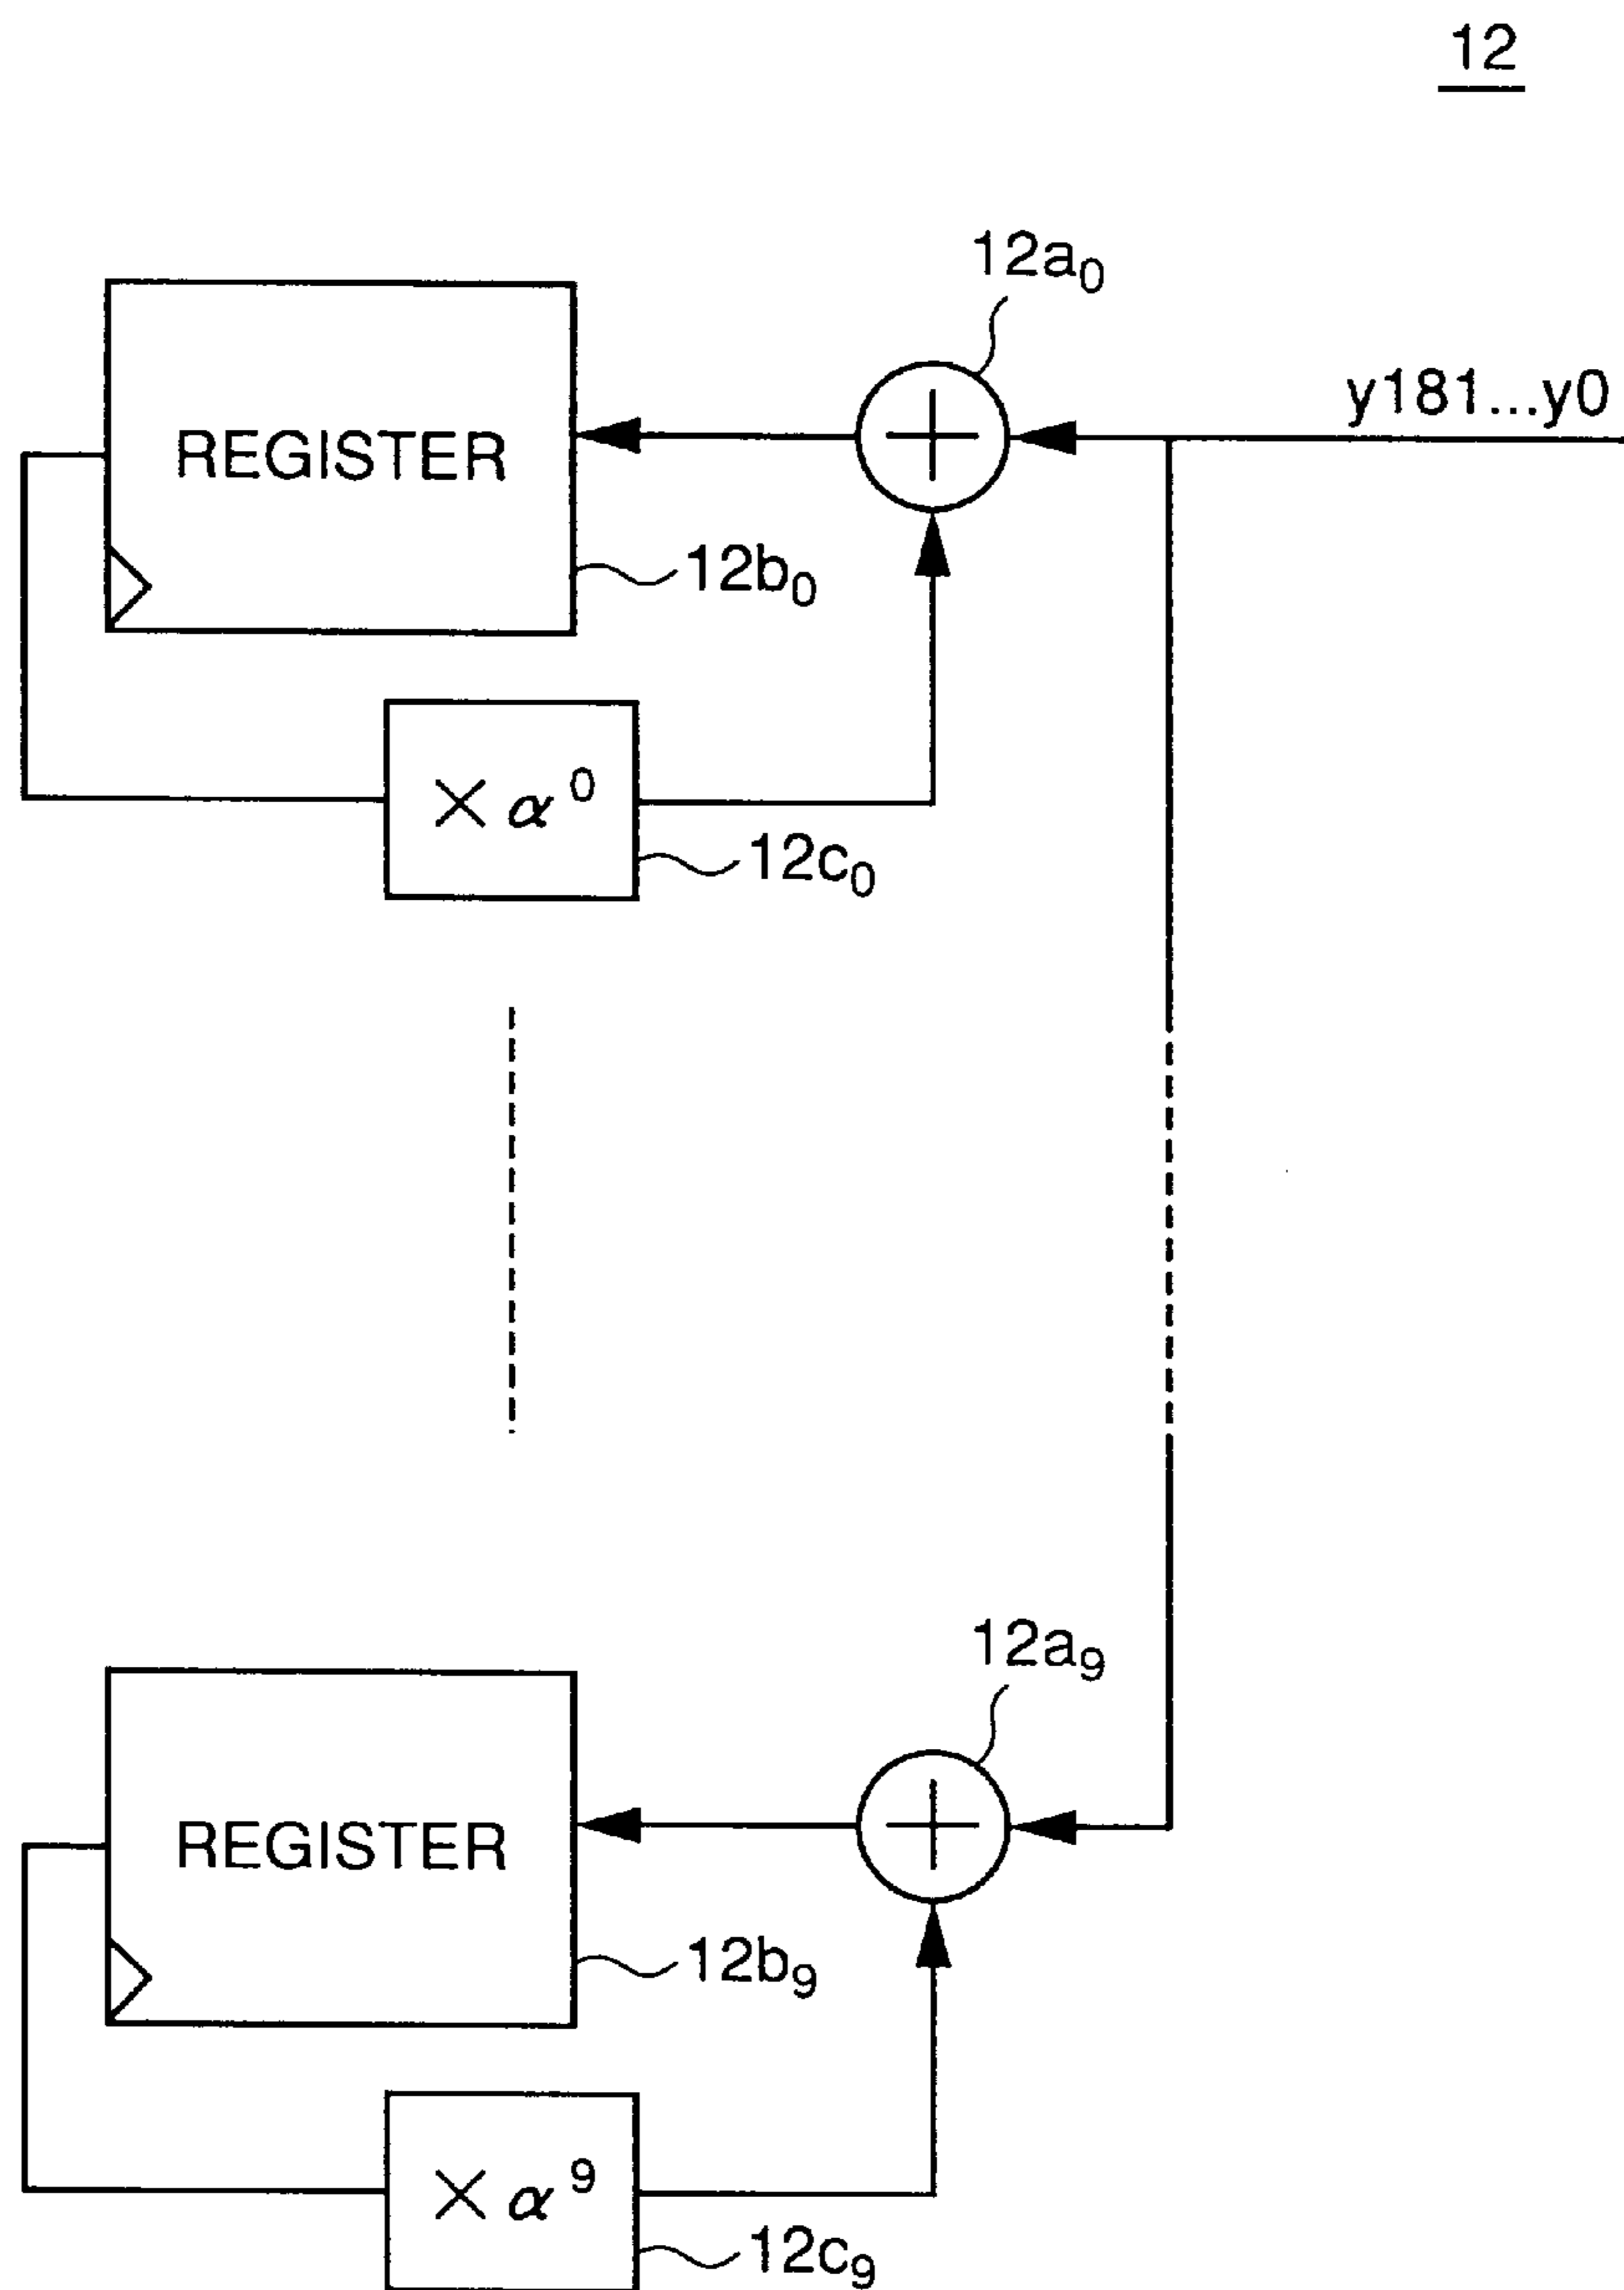 12
12a₀
y181...y0
REGISTER
12b₀
× α⁰
12c₀
12a₉
REGISTER
12b₉
× α⁹
12c₉